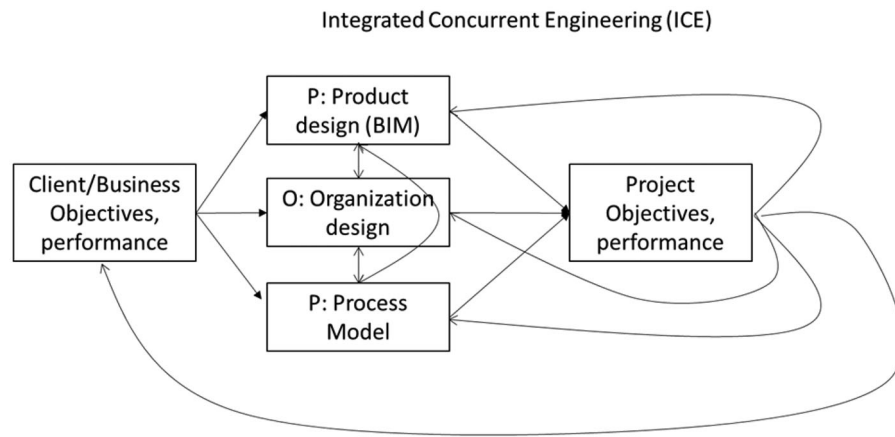 Integrated Concurrent Engineering (ICE)
P: Product
design (BIM)
Client/Business
Objectives,
performance
O: Organization
design
Project
Objectives,
performance
P: Process
Model